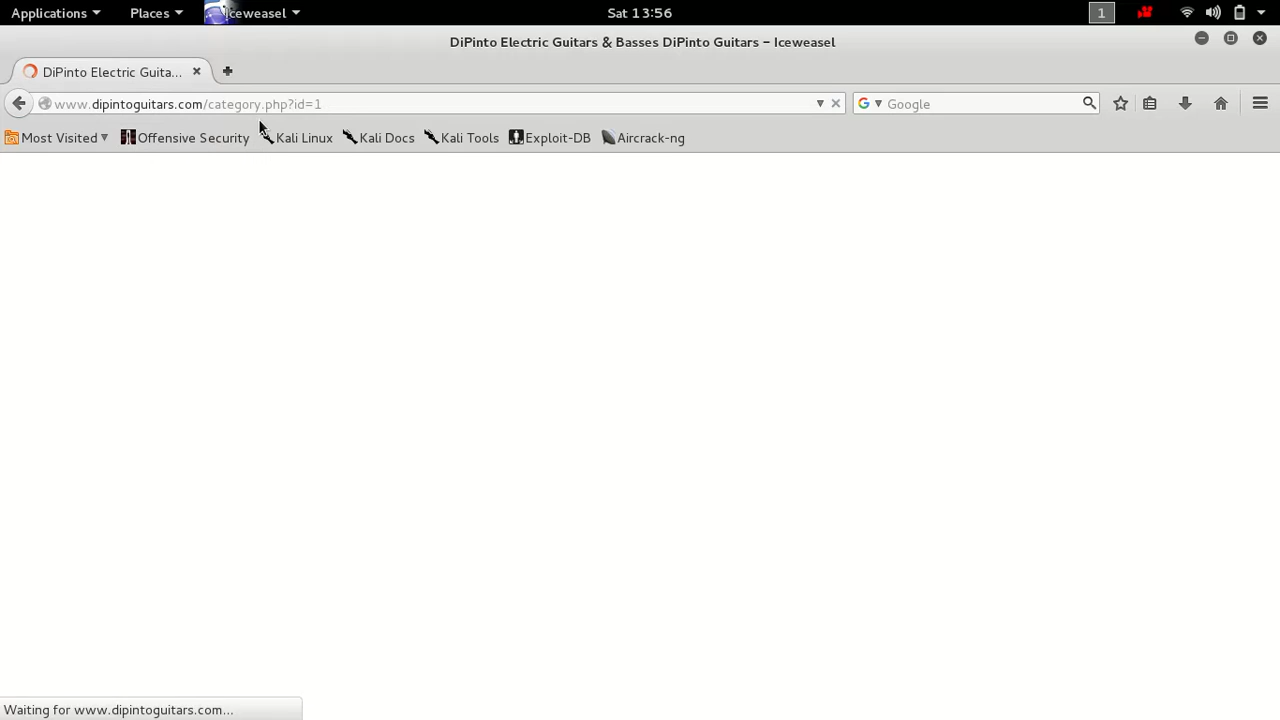 Applications Places Iceweasel Sat 13:56 1
DiPinto Electric Guitars & Basses DiPinto Guitars – Iceweasel
DiPinto Electric Guita...
www.dipintoguitars.com/category.php?id=1 Google
Most Visited Offensive Security Kali Linux Kali Docs Kali Tools Exploit-DB Aircrack-ng
Waiting for www.dipintoguitars.com...